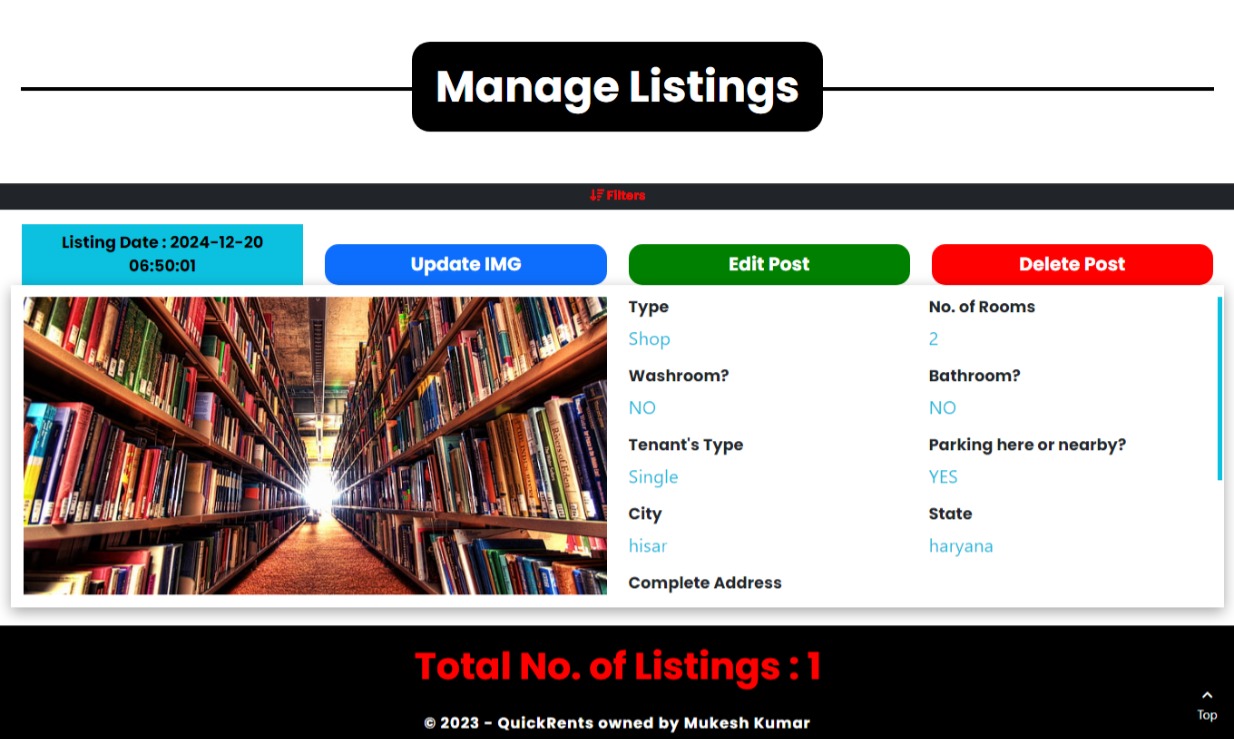 Manage Listings
Filters
Listing Date : 2024-12-20
06:50:01
Update IMG
Edit Post
Delete Post
Type
No. of Rooms
Shop
2
Washroom?
Bathroom?
NO
NO
Tenant's Type
Parking here or nearby?
Single
YES
City
State
hisar
haryana
Complete Address
Total No. of Listings : 1
© 2023 - QuickRents owned by Mukesh Kumar
Top